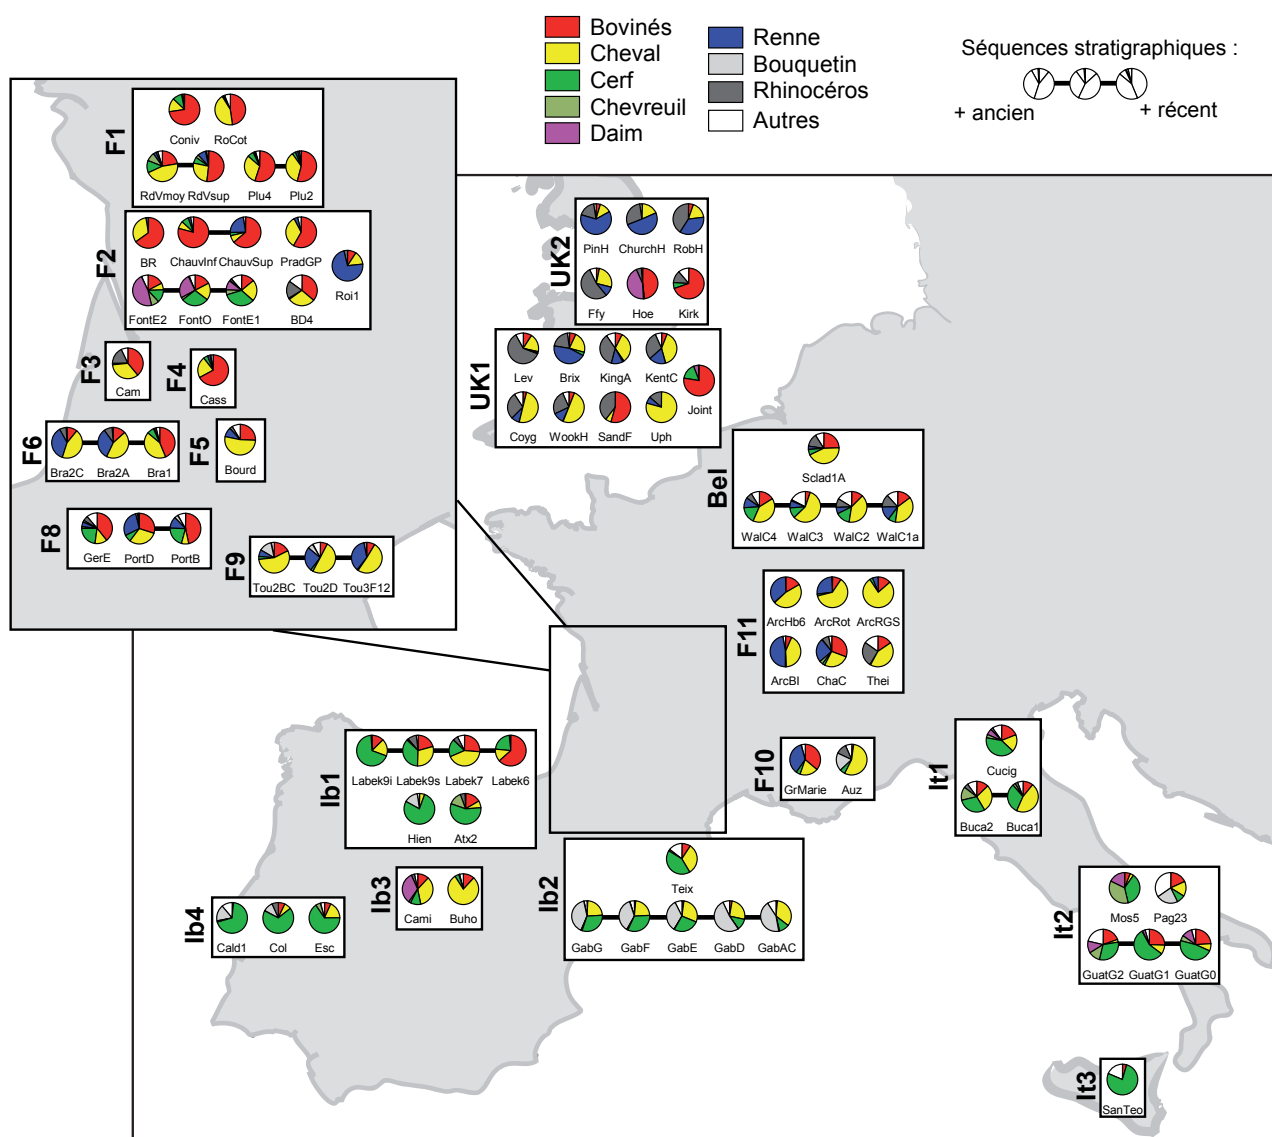 Bovinés
Cheval
Cerf
Chevreuil
Daim
Renne
Bouquetin
Rhinocéros
Autres
Séquences stratigraphiques :
+ ancien
+ récent
F1
Coniv RoCot
RdVmoy RdVsup Plu4 Plu2
F2
BR ChauvInf ChauvSup PradGP
Roi1
FontE2 FontO FontE1 BD4
F3
Cam
F4
Cass
F5
Bourd
F6
Bra2C Bra2A Bra1
F8
GerE PortD PortB
F9
Tou2BC Tou2D Tou3F12
UK2
PinH ChurchH RobH
Ffy Hoe Kirk
UK1
Lev Brix KingA KentC
Joint
Coyg WookH SandF Uph
Bel
Sclad1A
WalC4 WalC3 WalC2 WalC1a
F11
ArcHb6 ArcRot ArcRGS
ArcBl ChaC Thei
F10
GrMarie Auz
Ib1
Labek9i Labek9s Labek7 Labek6
Hien Atx2
Ib2
Teix
GabG GabF GabE GabD GabAC
Ib3
Cami Buho
Ib4
Cald1 Col Esc
It1
Cucig
Buca2 Buca1
It2
Mos5 Pag23
GuatG2 GuatG1 GuatG0
It3
SanTeo